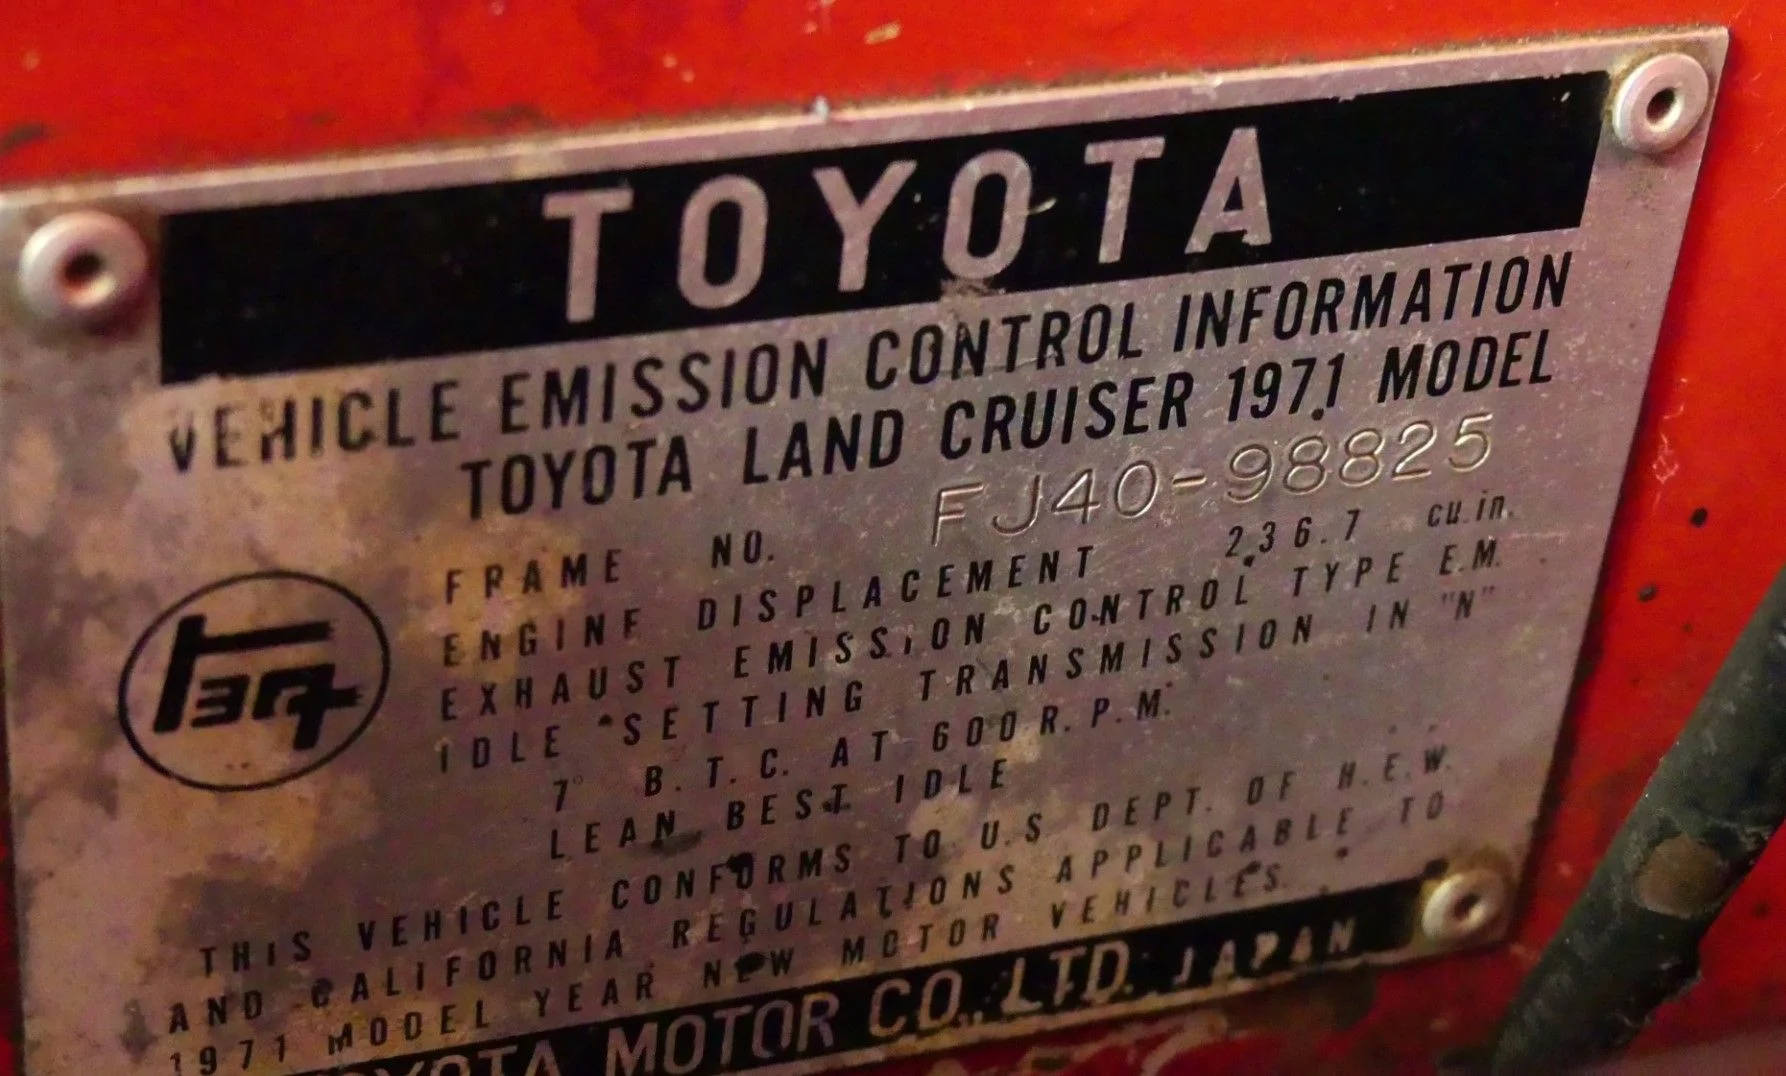 TOYOTA
VEHICLE EMISSION CONTROL INFORMATION
TOYOTA LAND CRUISER 1971 MODEL
FRAME NO. FJ40-98825
ENGINE DISPLACEMENT 236.7 cu.in.
EXHAUST EMISSION CONTROL TYPE E.M.
IDLE SETTING TRANSMISSION IN "N"
7° B.T.C. AT 600 R.P.M.
LEAN BEST IDLE
TEQ
THIS VEHICLE CONFORMS TO U.S DEPT. OF H.E.W.
AND CALIFORNIA REGULATIONS APPLICABLE TO
1971 MODEL YEAR NEW MOTOR VEHICLES.
TOYOTA MOTOR CO., LTD. JAPAN